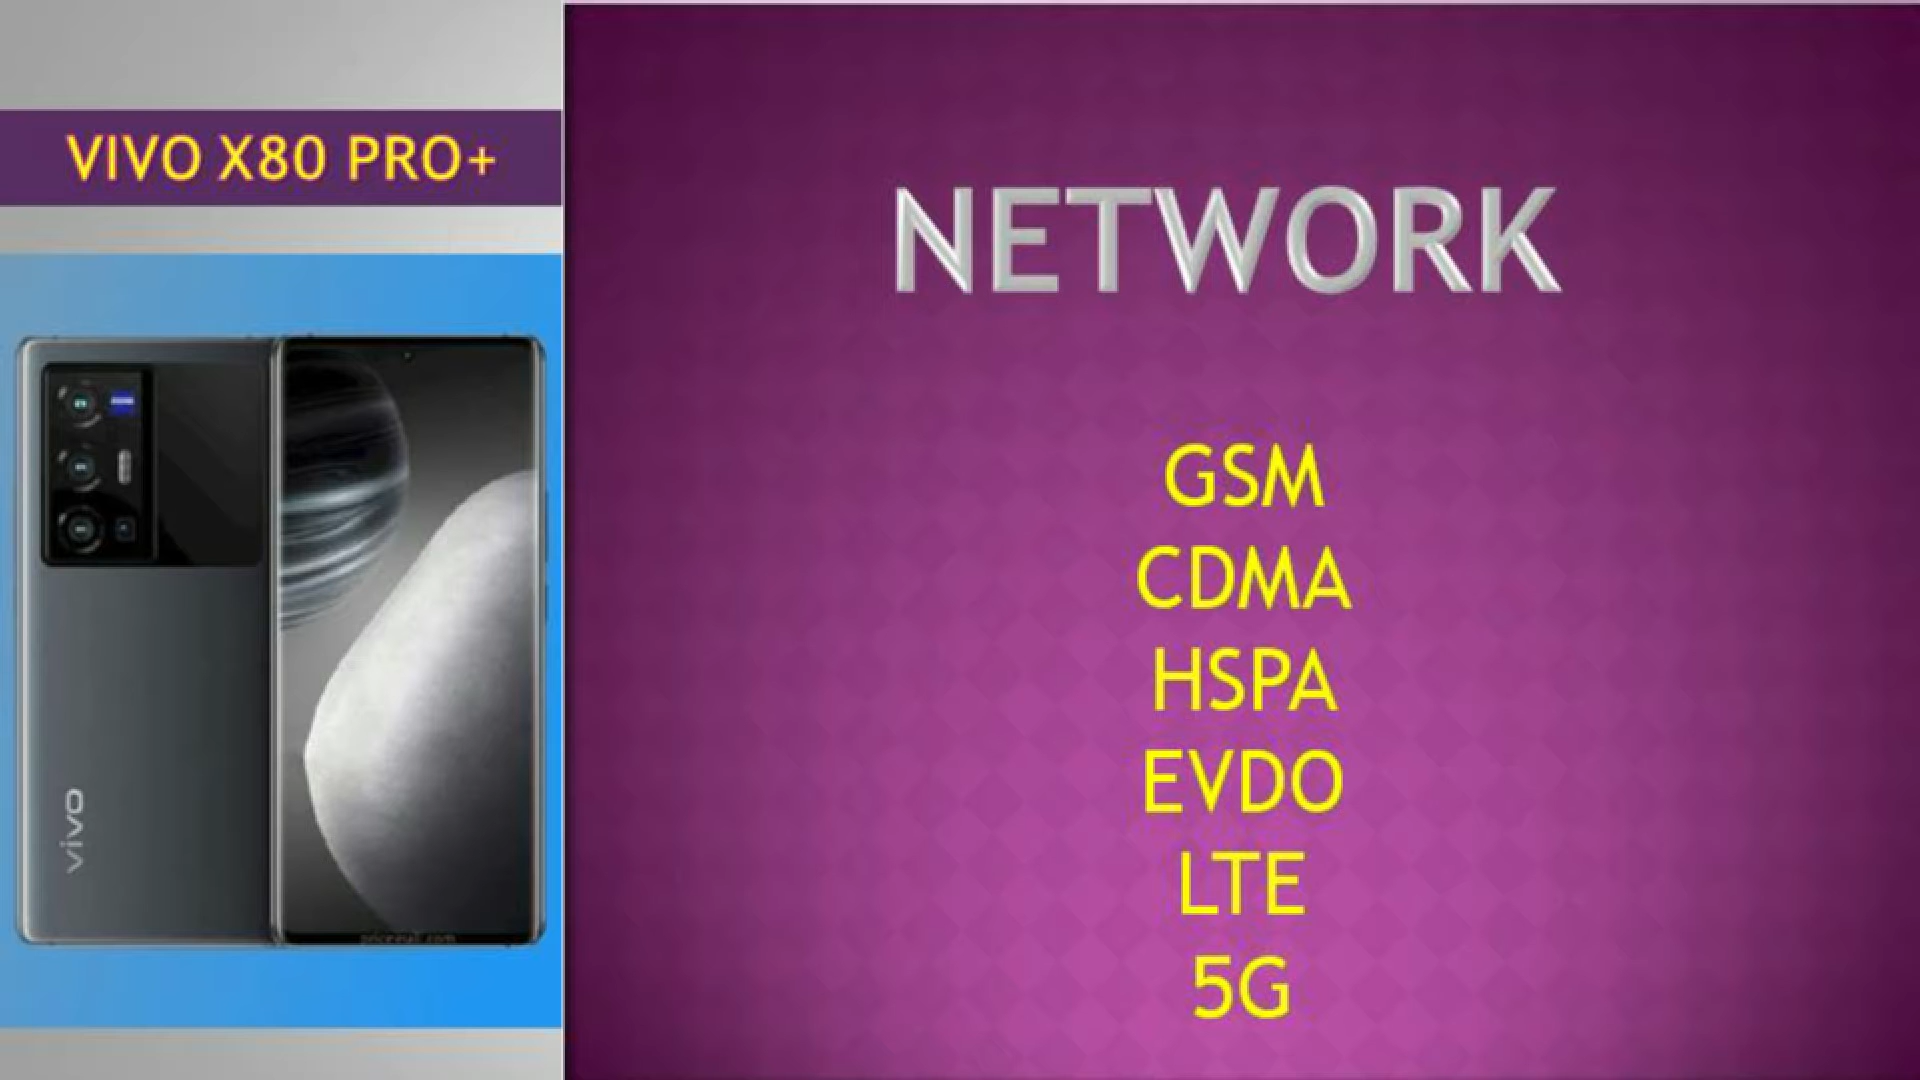 VIVO X80 PRO+
NETWORK
GSM
CDMA
HSPA
EVDO
LTE
5G
vivo